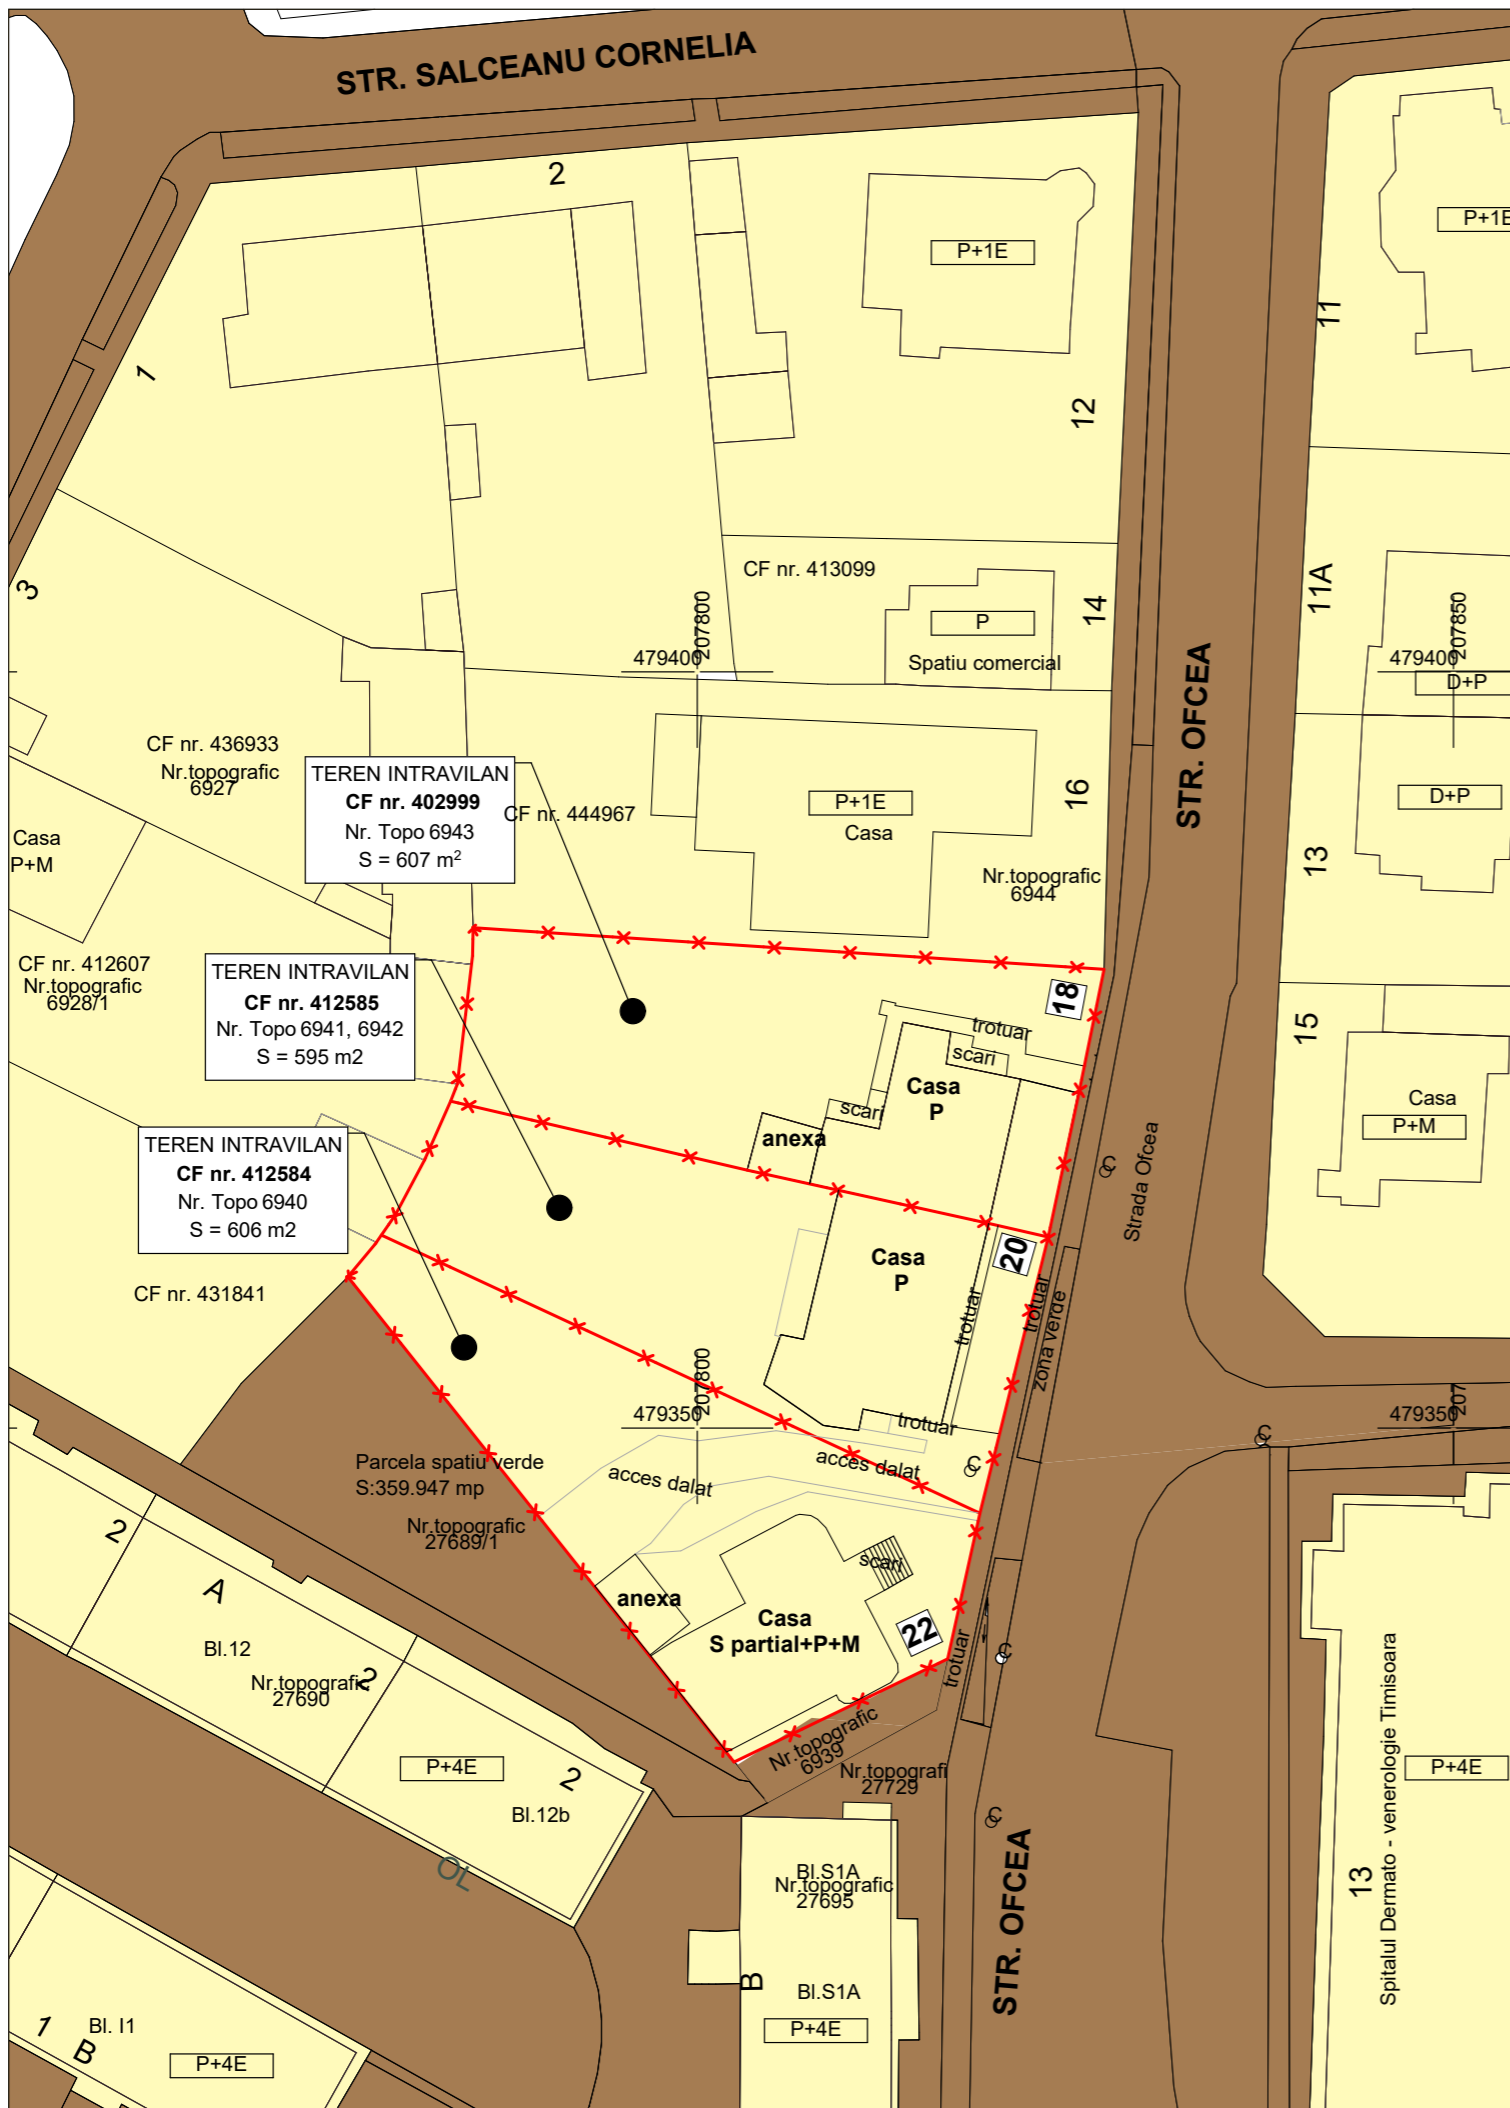 STR. SALCEANU CORNELIA
2
P+1E
P+1E
11
1
12
CF nr. 413099
11A
3
14
P
Spatiu comercial
479400
207800
479400
207850
D+P
STR. OFCEA
CF nr. 436933
Nr.topografic
6927
TEREN INTRAVILAN
CF nr. 402999
Nr. Topo 6943
S = 607 m²
CF nr. 444967
P+1E
Casa
16
D+P
Casa
P+M
13
Nr.topografic
6944
CF nr. 412607
Nr.topografic
6928/1
TEREN INTRAVILAN
CF nr. 412585
Nr. Topo 6941, 6942
S = 595 m2
18
trotuar
scari
15
Casa
P
scari
anexa
Casa
P+M
TEREN INTRAVILAN
CF nr. 412584
Nr. Topo 6940
S = 606 m2
Strada Ofcea
20
Casa
P
trotuar
trotuar
zona verde
CF nr. 431841
479350
207800
479350
207
trotuar
acces dalat
acces dalat
Parcela spatiu verde
S:359.947 mp
Nr.topografic
27689/1
scari
anexa
Casa
S partial+P+M
22
trotuar
2
A
Bl.12
Nr.topografic
27690
2
P+4E
2
Bl.12b
Nr.topografic
6939
Nr.topografi
27729
P+4E
Spitalul Dermato - venerologie Timisoara
13
OL
Bl.S1A
Nr.topografic
27695
STR. OFCEA
B
Bl.S1A
P+4E
1
B
Bl. I1
P+4E